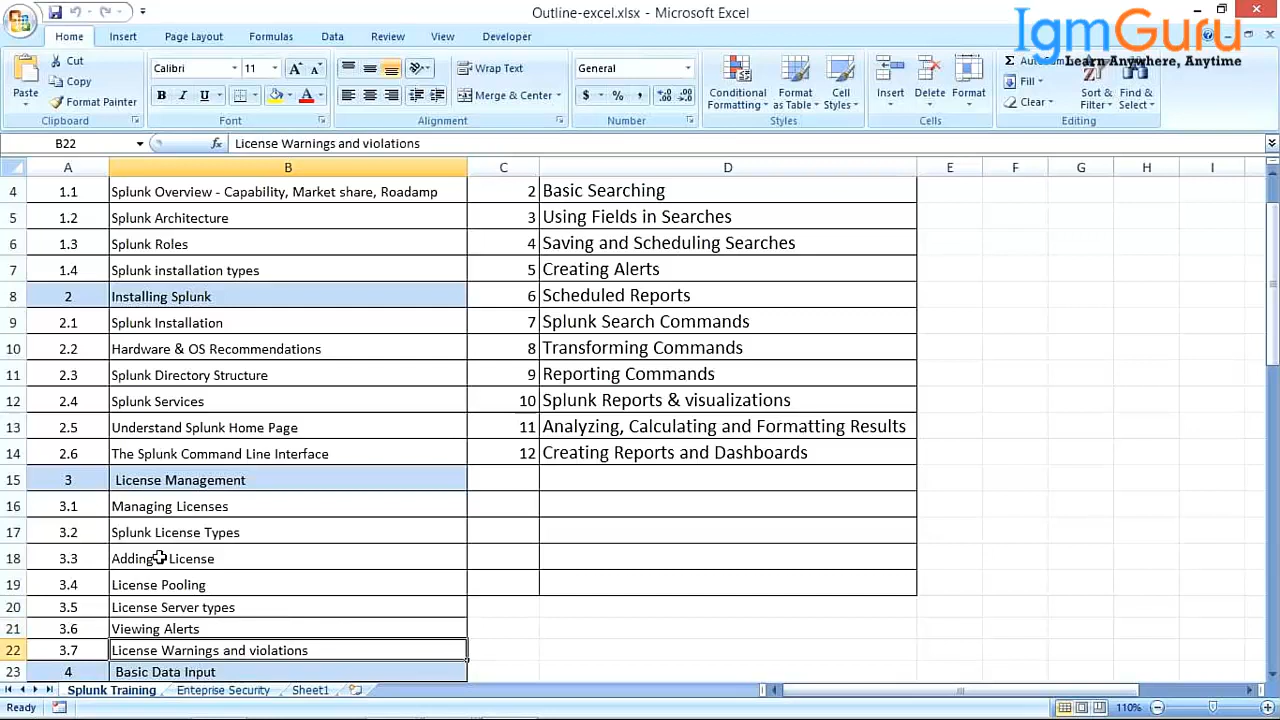 Outline-excel.xlsx - Microsoft Excel
IgmGuru
Learn Anywhere, Anytime
Home Insert Page Layout Formulas Data Review View Developer
Paste Cut Copy Format Painter
Calibri 11 Wrap Text Merge & Center General
Conditional Formatting Format as Table Cell Styles Insert Delete Format
Fill Clear Sort & Filter Find & Select
Clipboard Font Alignment Number Styles Cells Editing
B22 fx License Warnings and violations
A B C D E F G H I
4 1.1 Splunk Overview - Capability, Market share, Roadamp 2 Basic Searching
5 1.2 Splunk Architecture 3 Using Fields in Searches
6 1.3 Splunk Roles 4 Saving and Scheduling Searches
7 1.4 Splunk installation types 5 Creating Alerts
8 2 Installing Splunk 6 Scheduled Reports
9 2.1 Splunk Installation 7 Splunk Search Commands
10 2.2 Hardware & OS Recommendations 8 Transforming Commands
11 2.3 Splunk Directory Structure 9 Reporting Commands
12 2.4 Splunk Services 10 Splunk Reports & visualizations
13 2.5 Understand Splunk Home Page 11 Analyzing, Calculating and Formatting Results
14 2.6 The Splunk Command Line Interface 12 Creating Reports and Dashboards
15 3 License Management
16 3.1 Managing Licenses
17 3.2 Splunk License Types
18 3.3 Adding License
19 3.4 License Pooling
20 3.5 License Server types
21 3.6 Viewing Alerts
22 3.7 License Warnings and violations
23 4 Basic Data Input
Splunk Training Enteprise Security Sheet1
Ready 110%